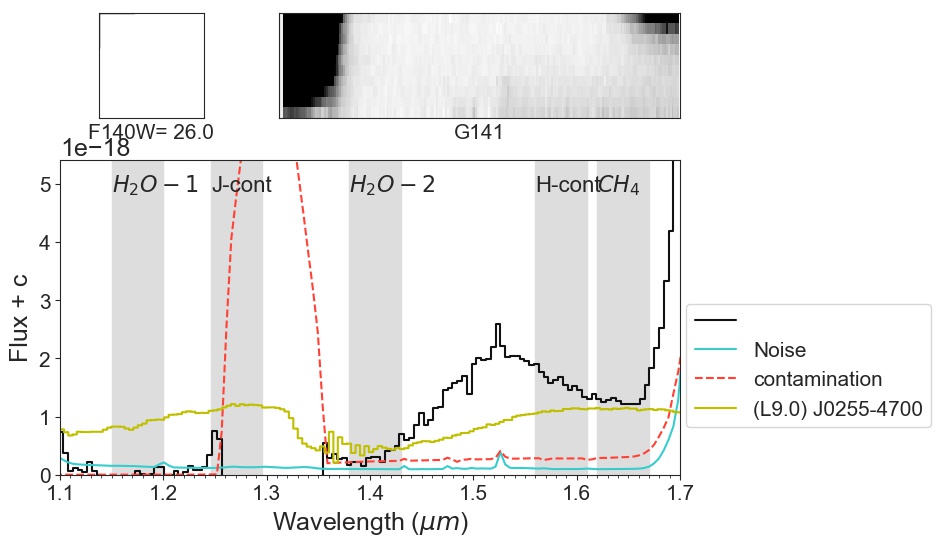 F140W= 26.0
G141
1e−18
H₂O − 1 J-cont H₂O − 2 H-cont CH₄
5
4
3
2
1
0
Flux + c
1.1 1.2 1.3 1.4 1.5 1.6 1.7
Wavelength (μm)
Noise
contamination
(L9.0) J0255-4700